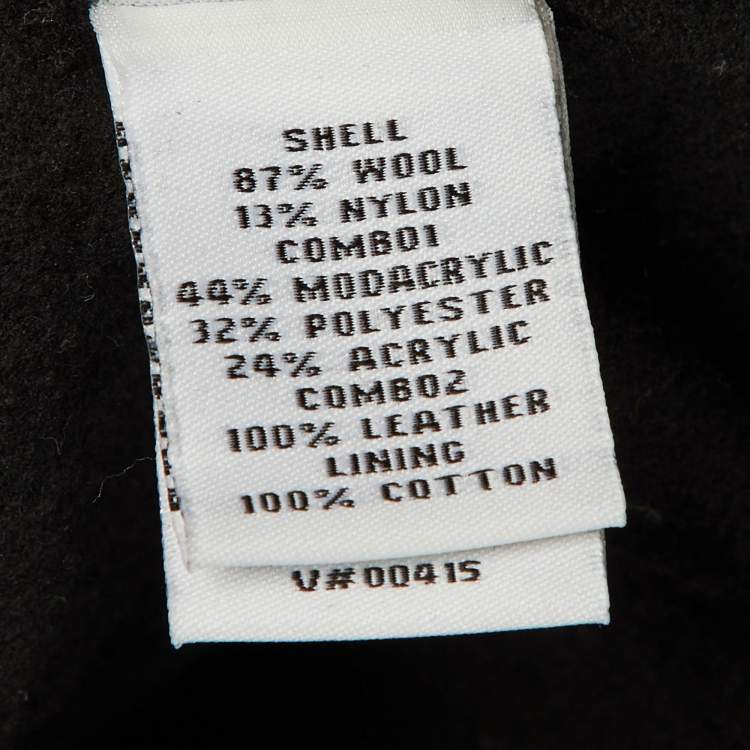 SHELL
87% WOOL
13% NYLON
COMBO1
44% MODACRYLIC
32% POLYESTER
24% ACRYLIC
COMBO2
100% LEATHER
LINING
100% COTTON
V#00415